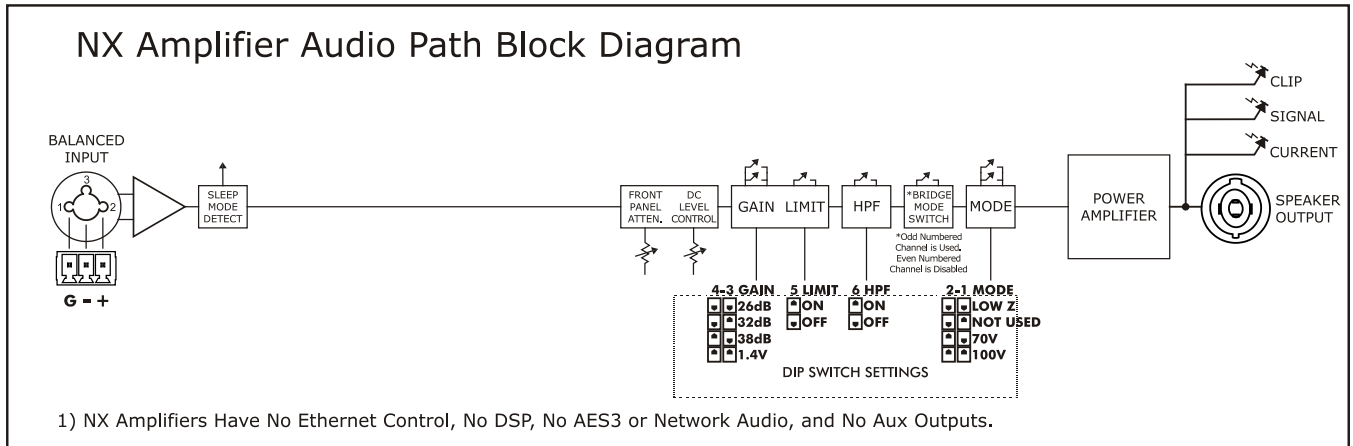 NX Amplifier Audio Path Block Diagram
BALANCED
INPUT
3
1
2
G - +
SLEEP
MODE
DETECT
FRONT
PANEL
ATTEN.
DC
LEVEL
CONTROL
GAIN
LIMIT
HPF
*BRIDGE
MODE
SWITCH
*Odd Numbered
Channel is Used.
Even Numbered
Channel is Disabled
MODE
POWER
AMPLIFIER
CLIP
SIGNAL
CURRENT
SPEAKER
OUTPUT
4-3 GAIN
26dB
32dB
38dB
1.4V
5 LIMIT
ON
OFF
6 HPF
ON
OFF
2-1 MODE
LOW Z
NOT USED
70V
100V
DIP SWITCH SETTINGS
1) NX Amplifiers Have No Ethernet Control, No DSP, No AES3 or Network Audio, and No Aux Outputs.